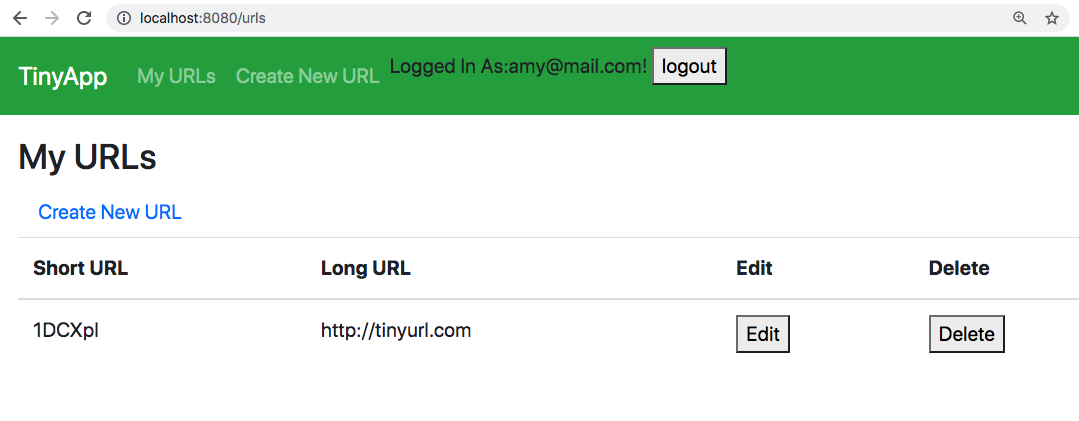 localhost:8080/urls
TinyApp My URLs Create New URL Logged In As:amy@mail.com! logout
My URLs
Create New URL
Short URL Long URL Edit Delete
1DCXpl http://tinyurl.com Edit Delete